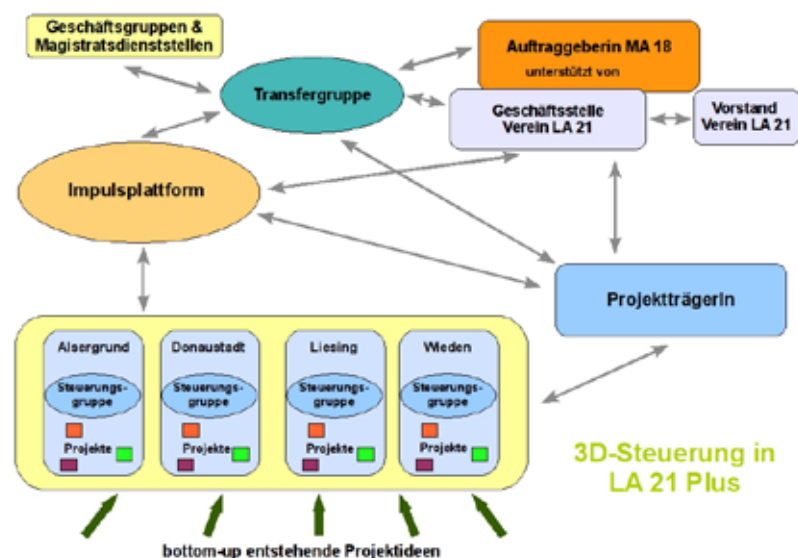 Geschäftsgruppen &
Magistratsdienststellen
Auftraggeberin MA 18
unterstützt von
Transfergruppe
Geschäftsstelle
Verein LA 21
Vorstand
Verein LA 21
Impulsplattform
ProjektträgerIn
Alsergrund
Steuerungs-
gruppe
Projekte
Donaustadt
Steuerungs-
gruppe
Projekte
Liesing
Steuerungs-
gruppe
Projekte
Wieden
Steuerungs-
gruppe
Projekte
3D-Steuerung in
LA 21 Plus
bottom-up entstehende Projektideen